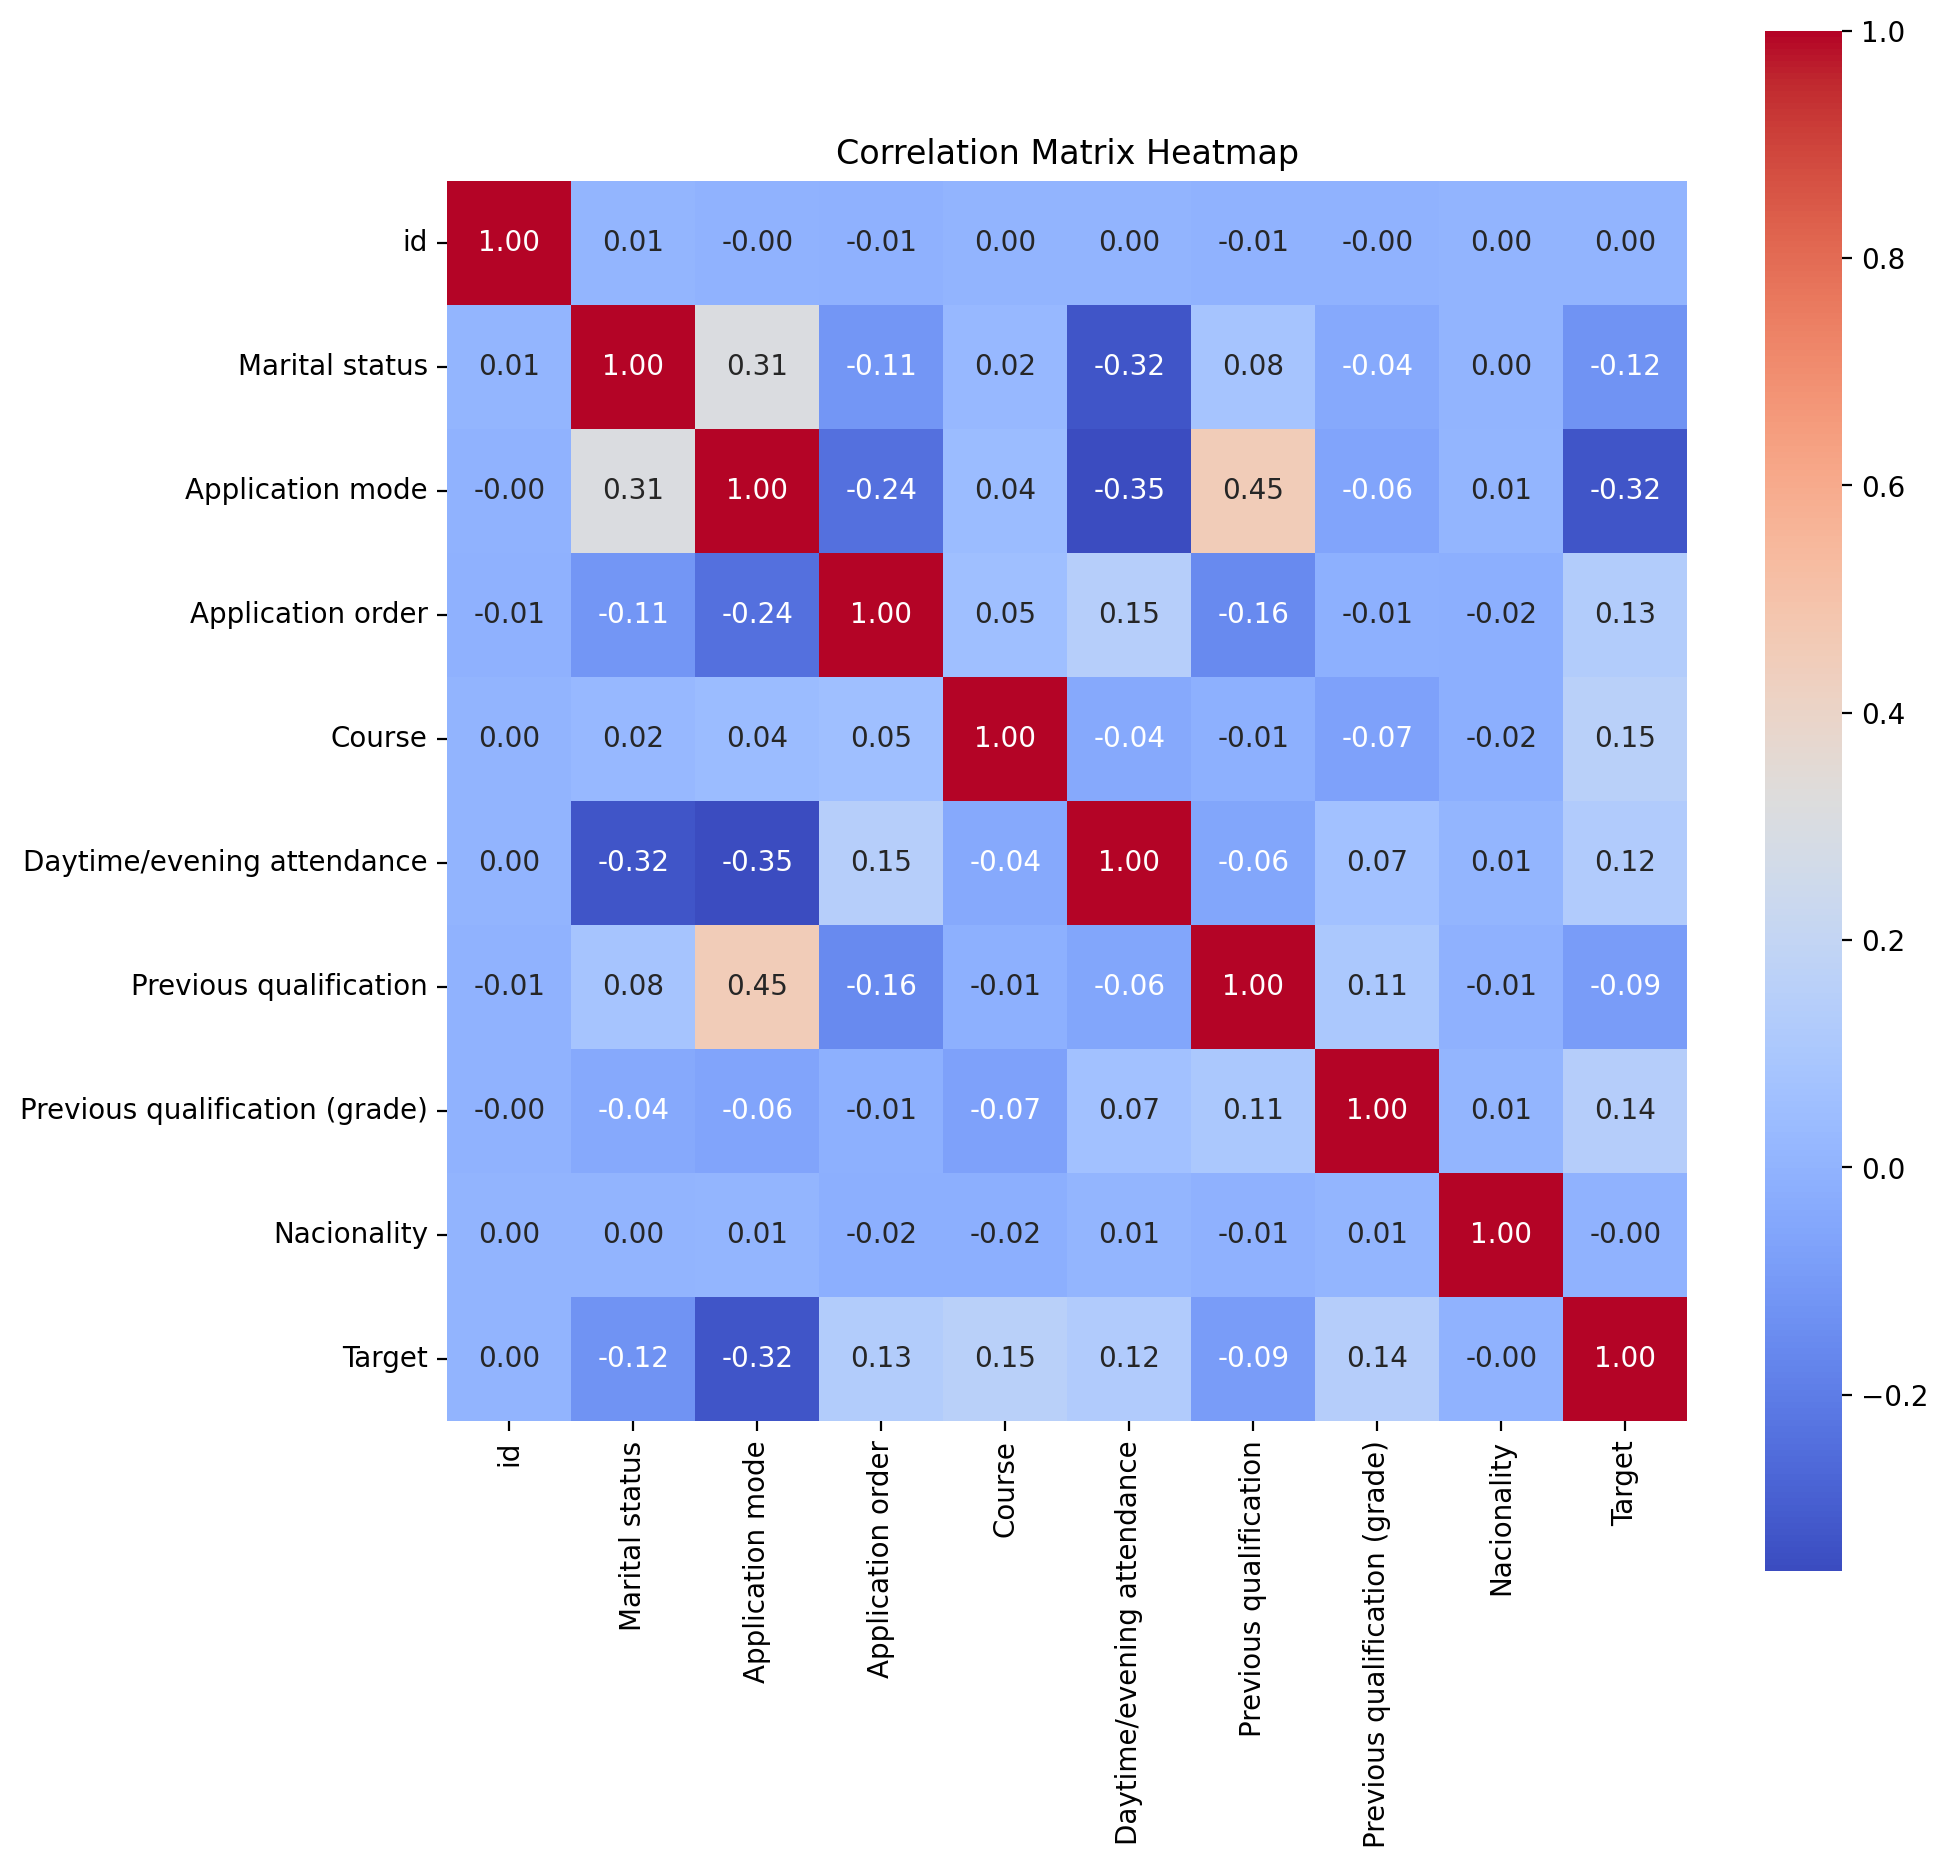 Correlation Matrix Heatmap
id 1.00 0.01 -0.00 -0.01 0.00 0.00 -0.01 -0.00 0.00 0.00
Marital status 0.01 1.00 0.31 -0.11 0.02 -0.32 0.08 -0.04 0.00 -0.12
Application mode -0.00 0.31 1.00 -0.24 0.04 -0.35 0.45 -0.06 0.01 -0.32
Application order -0.01 -0.11 -0.24 1.00 0.05 0.15 -0.16 -0.01 -0.02 0.13
Course 0.00 0.02 0.04 0.05 1.00 -0.04 -0.01 -0.07 -0.02 0.15
Daytime/evening attendance 0.00 -0.32 -0.35 0.15 -0.04 1.00 -0.06 0.07 0.01 0.12
Previous qualification -0.01 0.08 0.45 -0.16 -0.01 -0.06 1.00 0.11 -0.01 -0.09
Previous qualification (grade) -0.00 -0.04 -0.06 -0.01 -0.07 0.07 0.11 1.00 0.01 0.14
Nacionality 0.00 0.00 0.01 -0.02 -0.02 0.01 -0.01 0.01 1.00 -0.00
Target 0.00 -0.12 -0.32 0.13 0.15 0.12 -0.09 0.14 -0.00 1.00
id
Marital status
Application mode
Application order
Course
Daytime/evening attendance
Previous qualification
Previous qualification (grade)
Nacionality
Target
1.0
0.8
0.6
0.4
0.2
0.0
−0.2